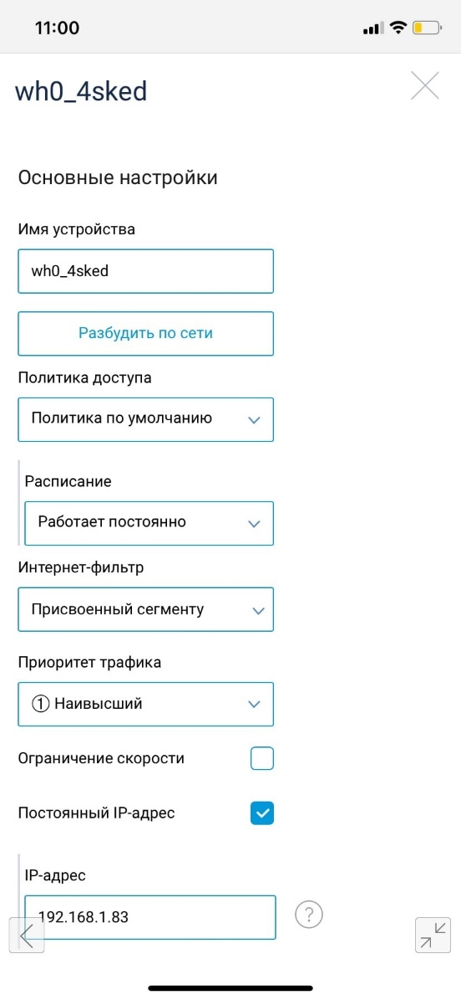 11:00
wh0_4sked
Основные настройки
Имя устройства
wh0_4sked
Разбудить по сети
Политика доступа
Политика по умолчанию
Расписание
Работает постоянно
Интернет-фильтр
Присвоенный сегменту
Приоритет трафика
① Наивысший
Ограничение скорости
Постоянный IP-адрес
IP-адрес
192.168.1.83
?